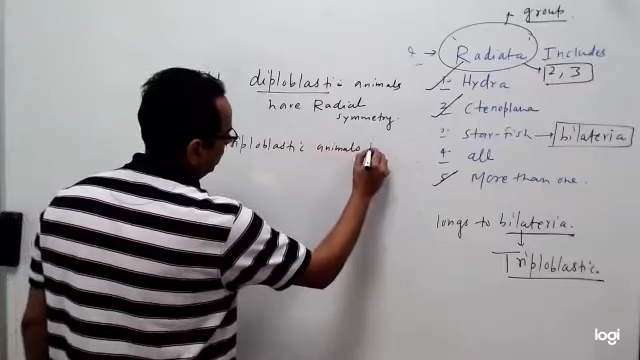 diploblastic animals
have Radial
symmetry.
iploblastic animals
group
Radiata Includes
2, 3
1- Hydra
2- Ctenoplana
3- Star-Fish → bilateria
4- all
5- More than one.
longs to bilateria.
Triploblastic.
logi